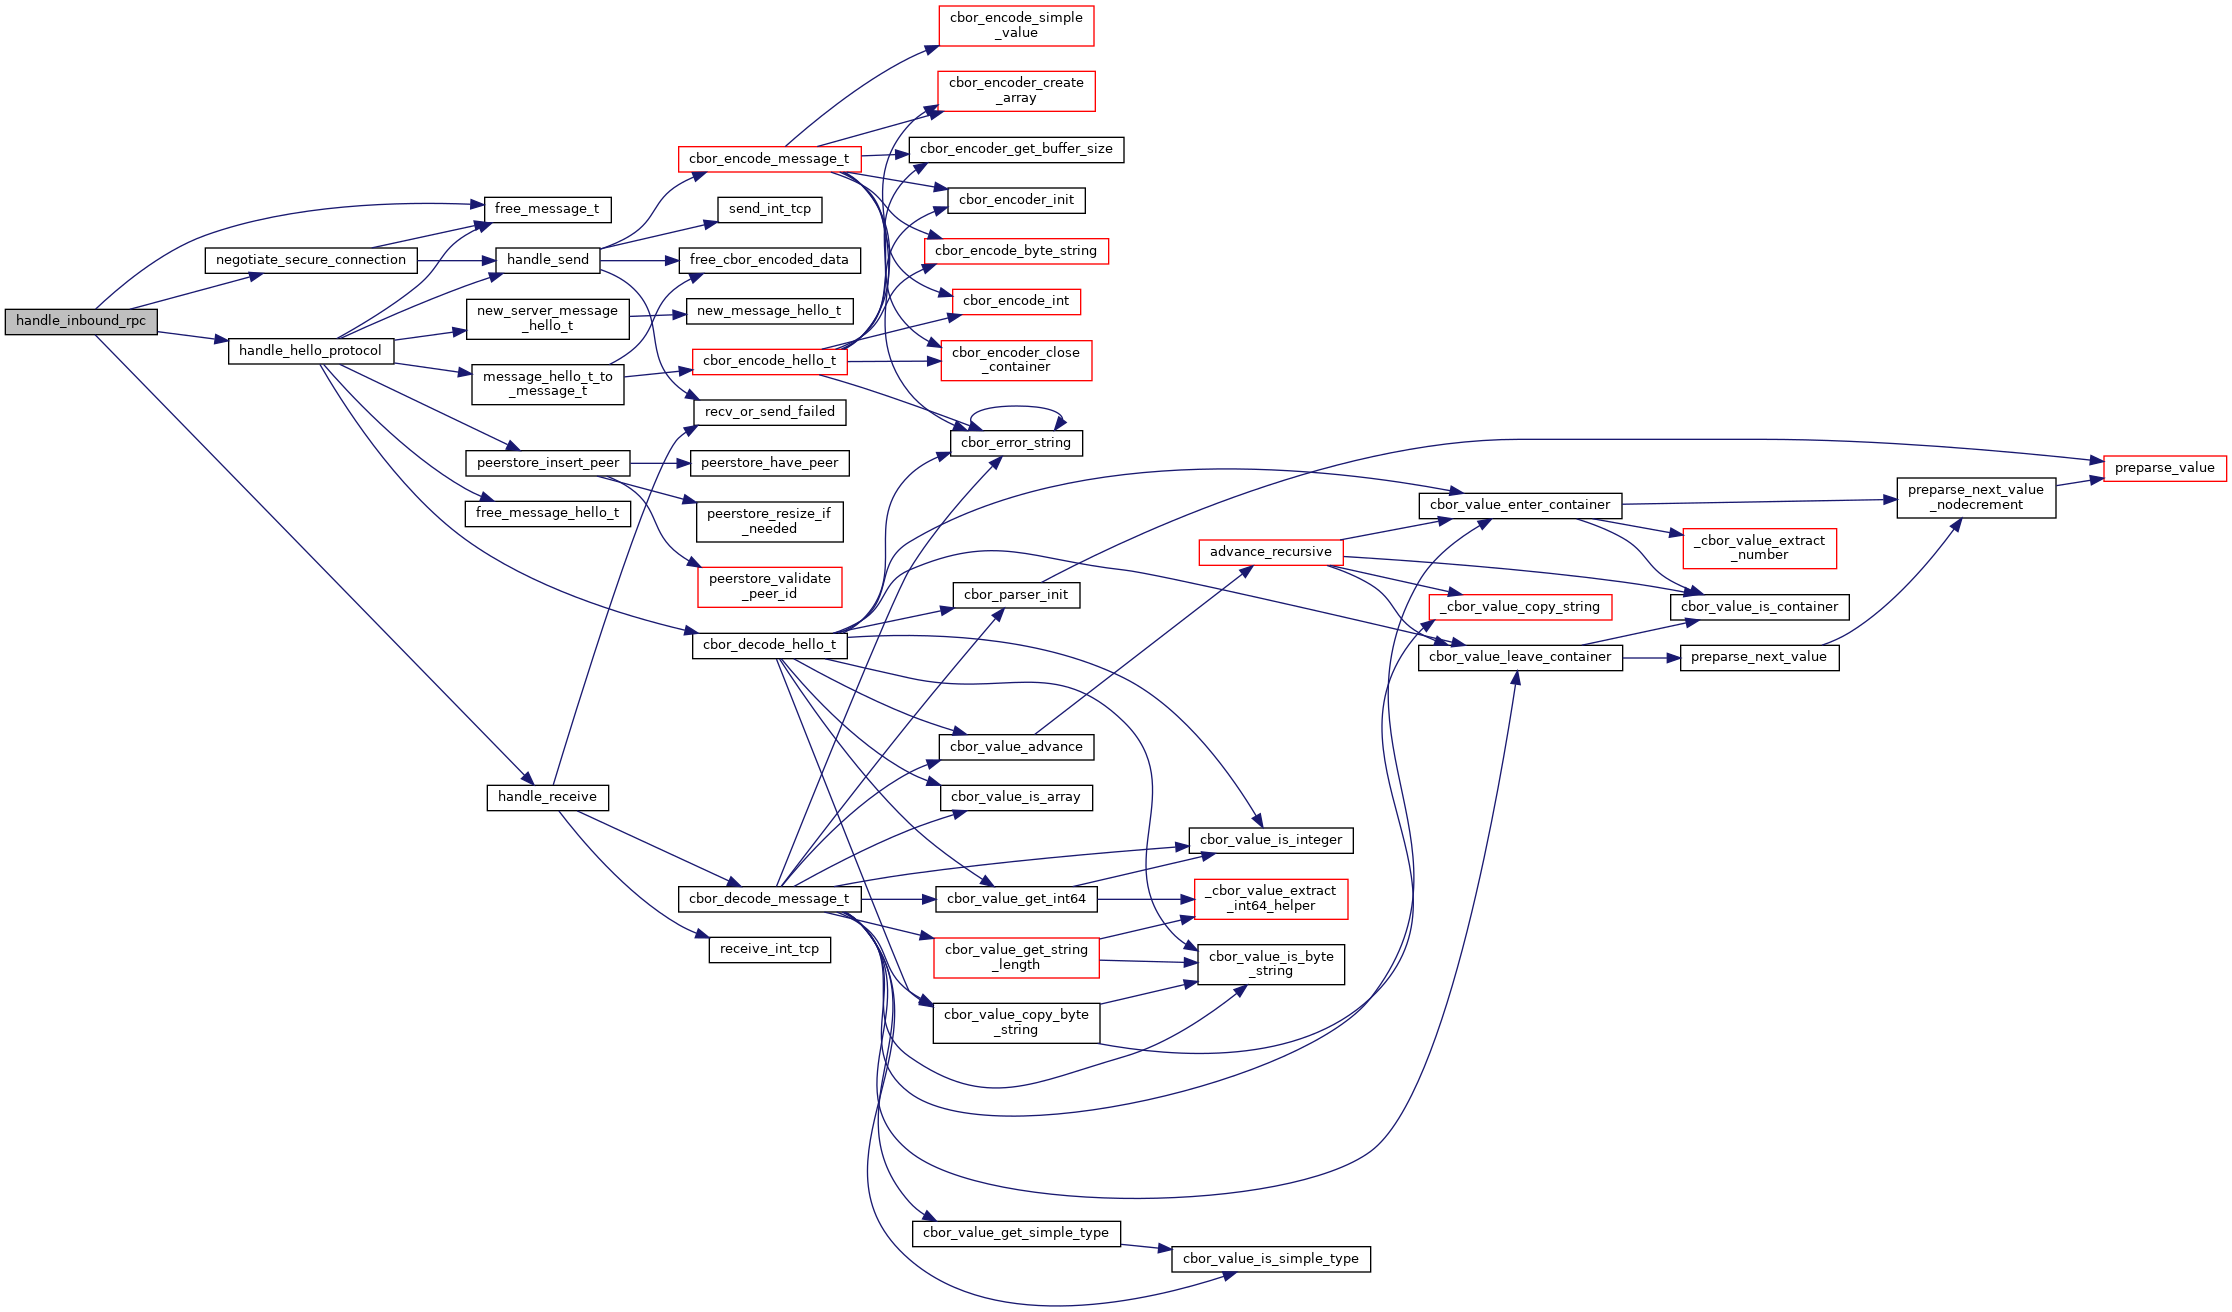 handle_inbound_rpc
negotiate_secure_connection
handle_hello_protocol
free_message_t
handle_send
new_server_message
_hello_t
message_hello_t_to
_message_t
peerstore_insert_peer
free_message_hello_t
handle_receive
cbor_encode_message_t
send_int_tcp
free_cbor_encoded_data
new_message_hello_t
cbor_encode_hello_t
recv_or_send_failed
peerstore_have_peer
peerstore_resize_if
_needed
peerstore_validate
_peer_id
cbor_decode_hello_t
cbor_decode_message_t
receive_int_tcp
cbor_encode_simple
_value
cbor_encoder_create
_array
cbor_encoder_get_buffer_size
cbor_encoder_init
cbor_encode_byte_string
cbor_encode_int
cbor_encoder_close
_container
cbor_error_string
cbor_parser_init
cbor_value_advance
cbor_value_is_array
cbor_value_get_int64
cbor_value_get_string
_length
cbor_value_copy_byte
_string
cbor_value_get_simple_type
advance_recursive
cbor_value_is_integer
_cbor_value_extract
_int64_helper
cbor_value_is_byte
_string
cbor_value_is_simple_type
cbor_value_enter_container
_cbor_value_copy_string
cbor_value_leave_container
_cbor_value_extract
_number
cbor_value_is_container
preparse_next_value
preparse_next_value
_nodecrement
preparse_value